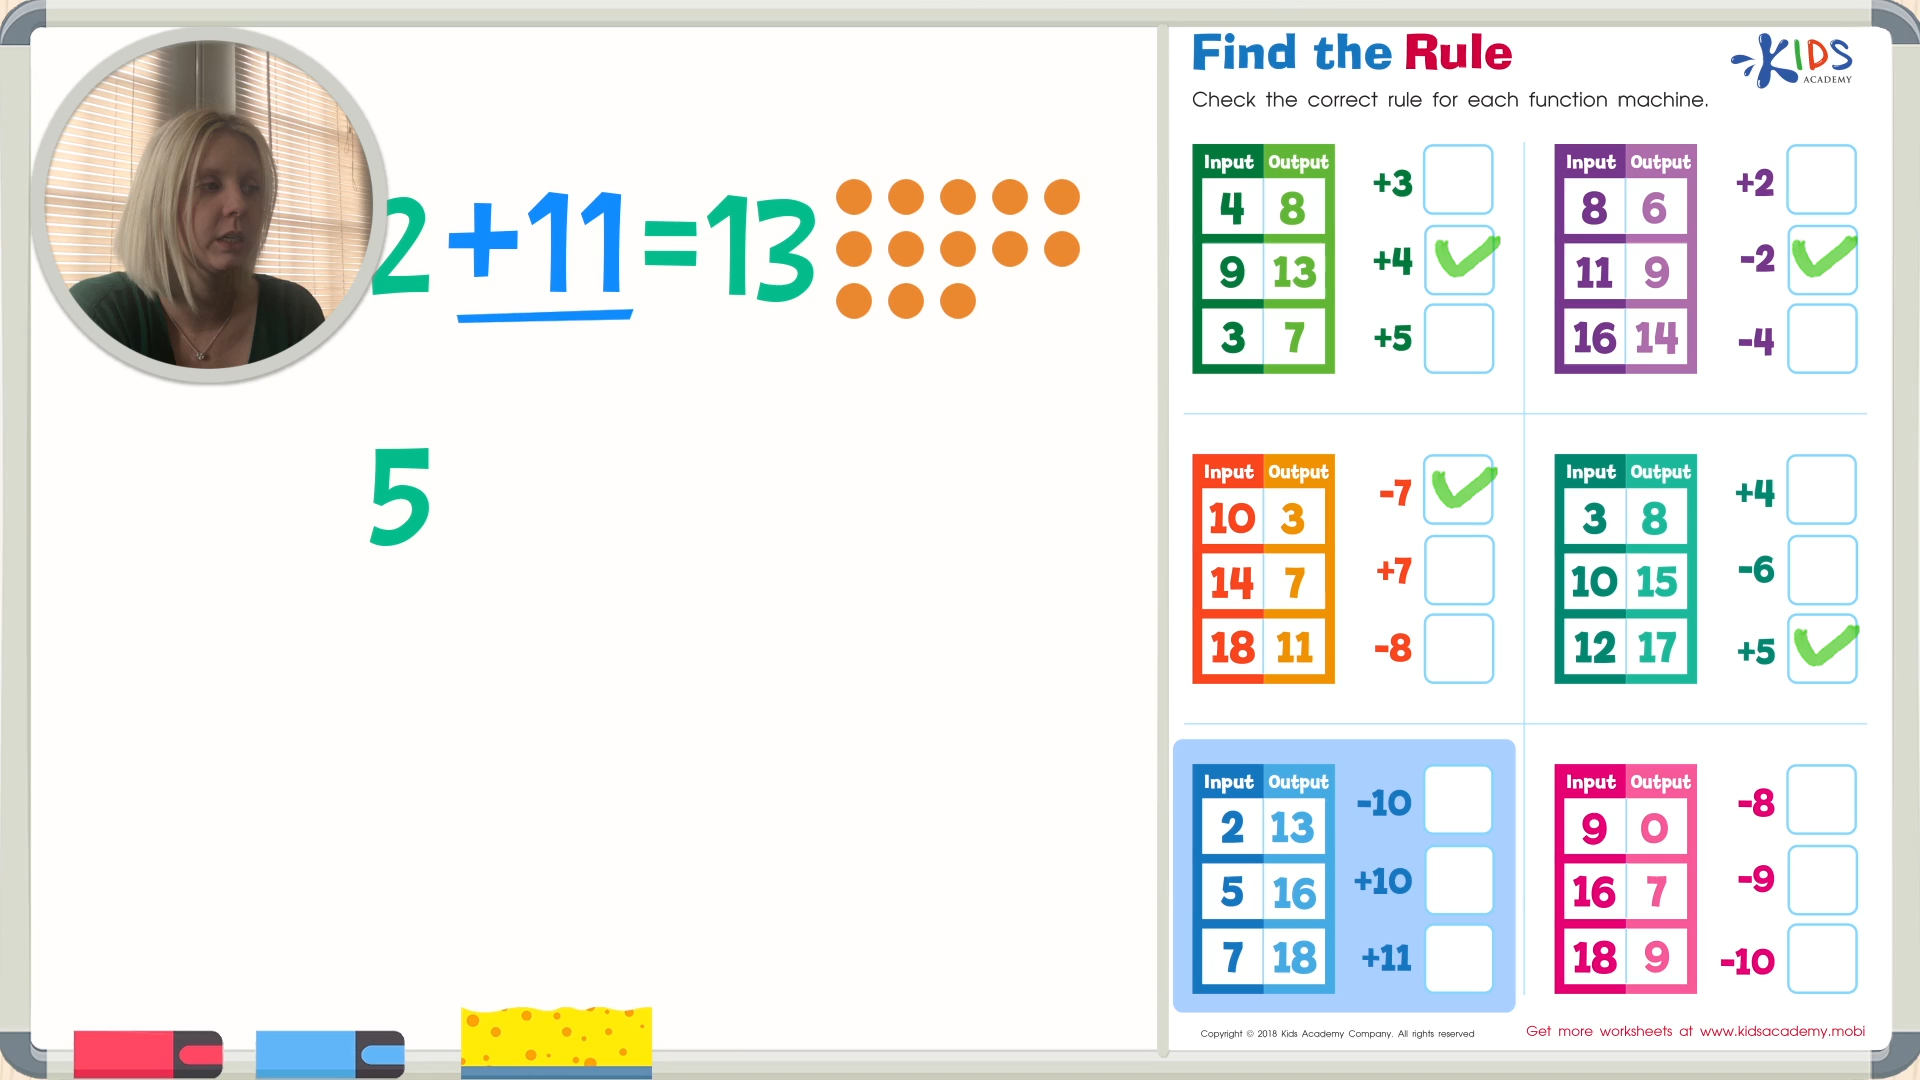 2 +11 =13
5
Find the Rule
KIDS
ACADEMY
Check the correct rule for each function machine.
Input Output
4 8
9 13
3 7
+3
+4
+5
Input Output
8 6
11 9
16 14
+2
-2
-4
Input Output
10 3
14 7
18 11
-7
+7
-8
Input Output
3 8
10 15
12 17
+4
-6
+5
Input Output
2 13
5 16
7 18
-10
+10
+11
Input Output
9 0
16 7
18 9
-8
-9
-10
Copyright © 2018 Kids Academy Company. All rights reserved
Get more worksheets at www.kidsacademy.mobi